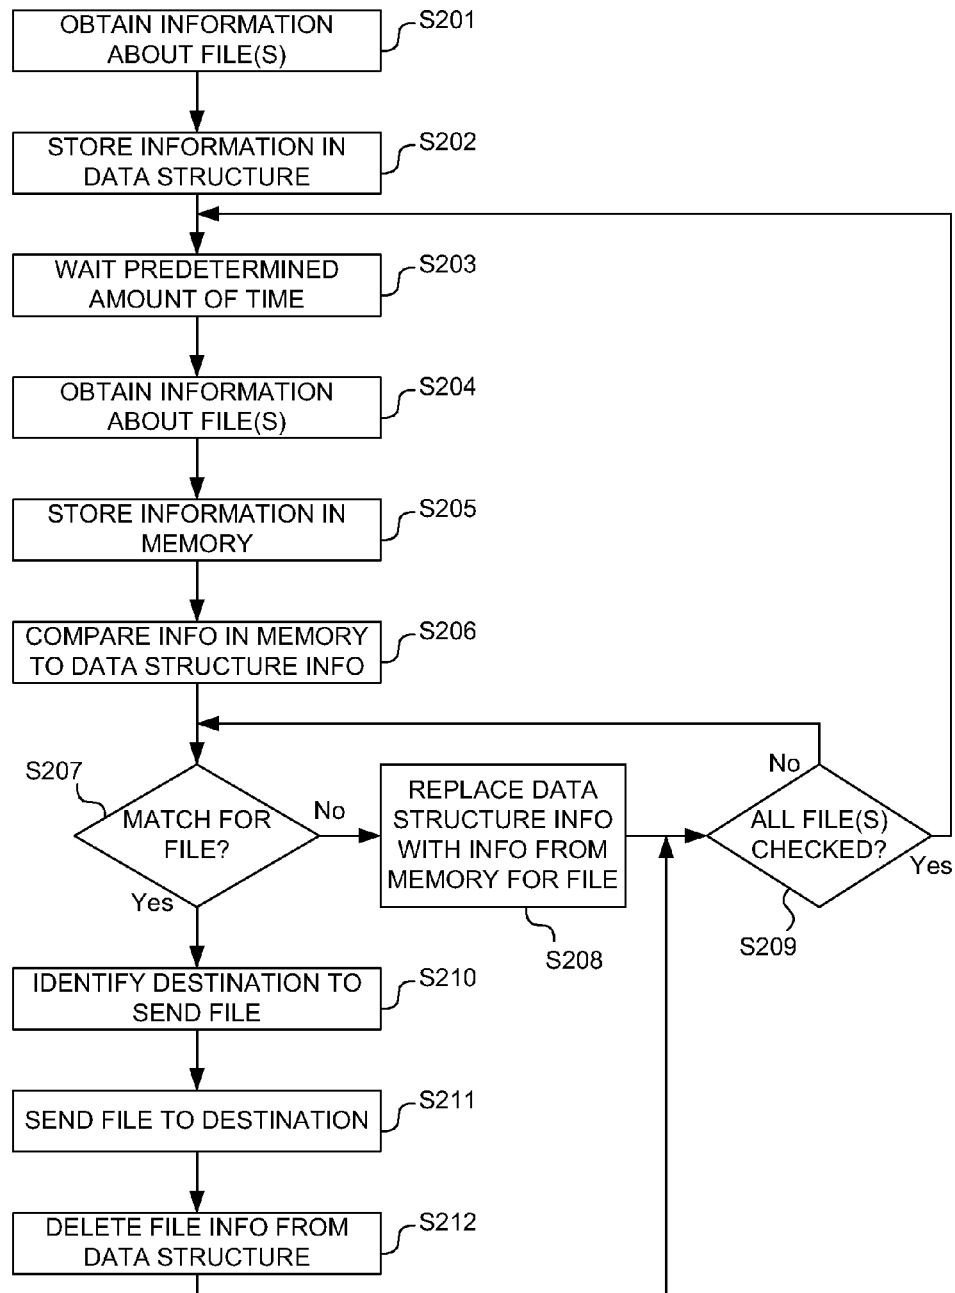 OBTAIN INFORMATION
ABOUT FILE(S)
S201
STORE INFORMATION IN
DATA STRUCTURE
S202
WAIT PREDETERMINED
AMOUNT OF TIME
S203
OBTAIN INFORMATION
ABOUT FILE(S)
S204
STORE INFORMATION IN
MEMORY
S205
COMPARE INFO IN MEMORY
TO DATA STRUCTURE INFO
S206
S207
MATCH FOR
FILE?
No
Yes
REPLACE DATA
STRUCTURE INFO
WITH INFO FROM
MEMORY FOR FILE
S208
No
ALL FILE(S)
CHECKED?
Yes
S209
IDENTIFY DESTINATION TO
SEND FILE
S210
SEND FILE TO DESTINATION
S211
DELETE FILE INFO FROM
DATA STRUCTURE
S212